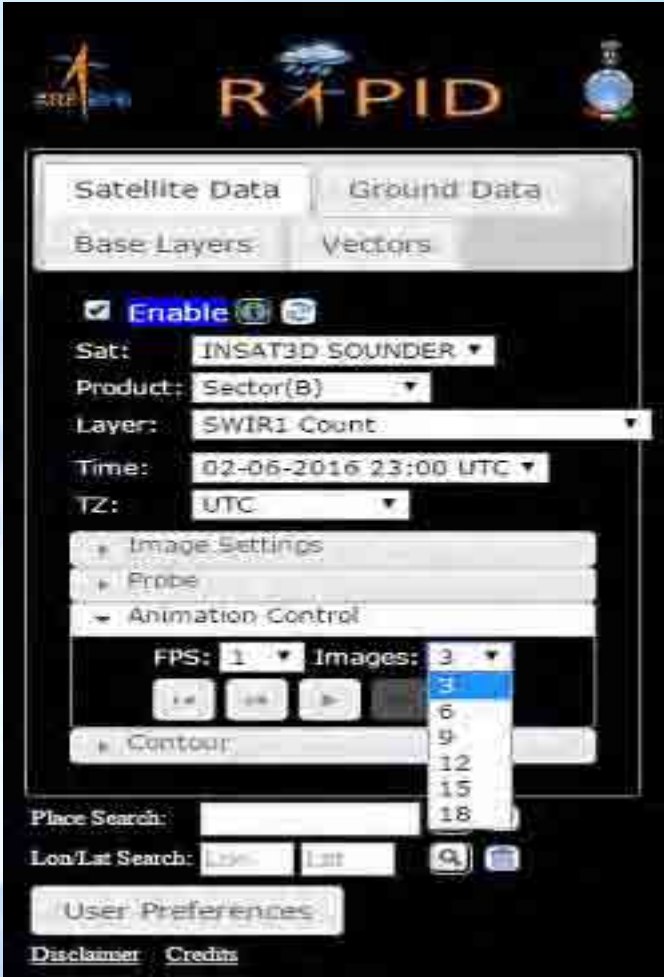 RAPID
Satellite Data Ground Data
Base Layers Vectors
Enable
Sat: INSAT3D SOUNDER
Product: Sector(B)
Layer: SWIR1 Count
Time: 02-06-2016 23:00 UTC
TZ: UTC
Image Settings
Probe
Animation Control
FPS: 1 Images: 3
3
6
9
12
15
18
Contour
Place Search:
Lon/Lat Search: Lon Lat
User Preferences
Disclaimer Credits